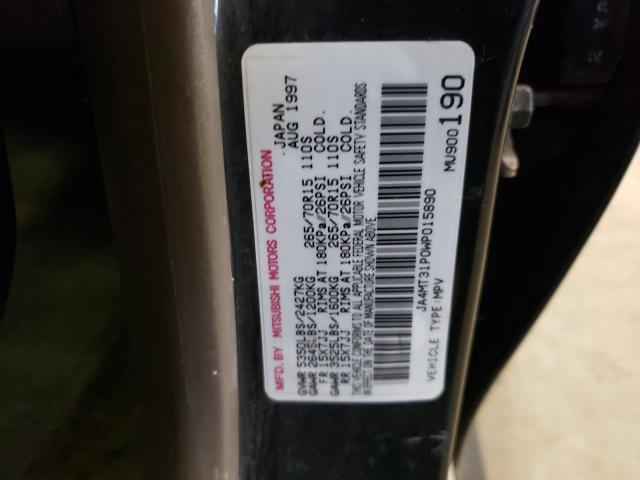 MFD. BY MITSUBISHI MOTORS CORPORATION JAPAN
AUG 1997
GVWR 5350LBS/2427KG
GAWR 2645LBS/1200KG 265/70R15 110S
FR 15X7JJ RIMS AT 180KPa/26PSI COLD.
GAWR 3525LBS/1600KG 265/70R15 110S
RR 15X7JJ RIMS AT 180KPa/26PSI COLD.
THIS VEHICLE CONFORMS TO ALL APPLICABLE FEDERAL MOTOR VEHICLE SAFETY STANDARDS
IN EFFECT ON THE DATE OF MANUFACTURE SHOWN ABOVE.
JA4MT31P0WP015890
VEHICLE TYPE:MPV MU900190